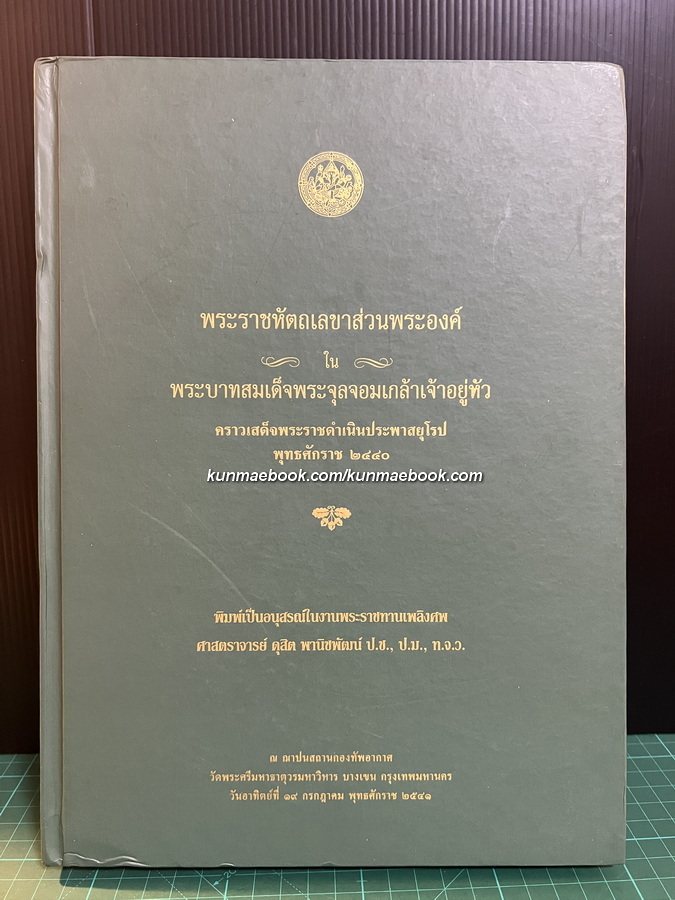 พระราชหัตถเลขาส่วนพระองค์
ใน
พระบาทสมเด็จพระจุลจอมเกล้าเจ้าอยู่หัว
คราวเสด็จพระราชดำเนินประพาสยุโรป
พุทธศักราช ๒๔๔๐
kunmaebook.com/kunmaebook.com
พิมพ์เป็นอนุสรณ์ในงานพระราชทานเพลิงศพ
ศาสตราจารย์ ดุสิต พานิชพัฒน์ ป.ช., ป.ม., ท.จ.ว.
ณ ฌาปนสถานกองทัพอากาศ
วัดพระศรีมหาธาตุวรมหาวิหาร บางเขน กรุงเทพมหานคร
วันอาทิตย์ที่ ๑๙ กรกฎาคม พุทธศักราช ๒๕๔๑